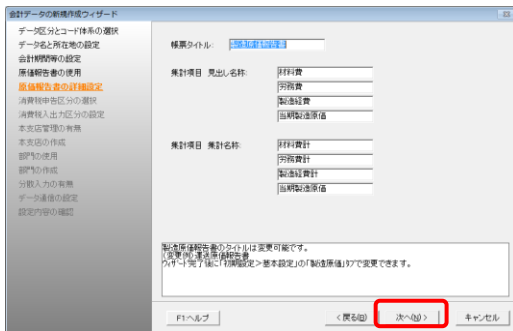 会計データの新規作成ウィザード
データ区分とコード体系の選択
データ名と所在地の設定
会計期間等の設定
原価報告書の使用
原価報告書の詳細設定
消費税申告区分の選択
消費税入出力区分の設定
本支店管理の有無
本支店の作成
部門の使用
部門の作成
分散入力の有無
データ通信の設定
設定内容の確認
帳票タイトル:
製造原価報告書
集計項目 見出し名称:
材料費
労務費
製造経費
当期製造原価
集計項目 集計名称:
材料費計
労務費計
製造経費計
当期製造原価
製造原価報告書のタイトルは変更可能です。
(変更例)運送原価報告書
ウィザード完了後に「初期設定>基本設定」の「製造原価」タブで変更できます。
F1:ヘルプ
<戻る(B)
次へ(N)>
キャンセル